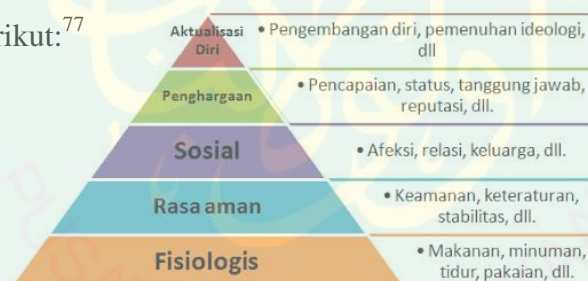 rikut:77
Aktualisasi
Diri
• Pengembangan diri, pemenuhan ideologi,
dll
Penghargaan
• Pencapaian, status, tanggung jawab,
reputasi, dll.
Sosial
• Afeksi, relasi, keluarga, dll.
Rasa aman
• Keamanan, keteraturan,
stabilitas, dll.
Fisiologis
• Makanan, minuman,
tidur, pakaian, dll.